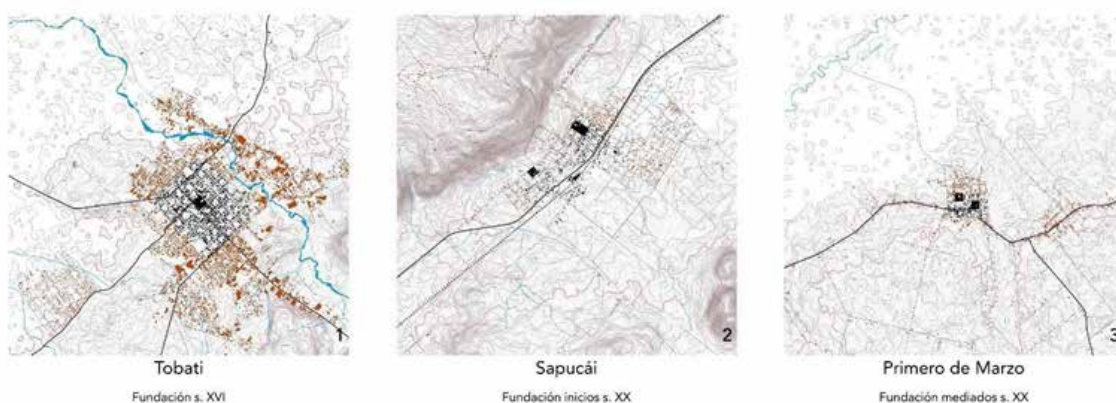 1
Tobati
Fundación s. XVI
2
Sapucái
Fundación inicios s. XX
3
Primero de Marzo
Fundación mediados s. XX